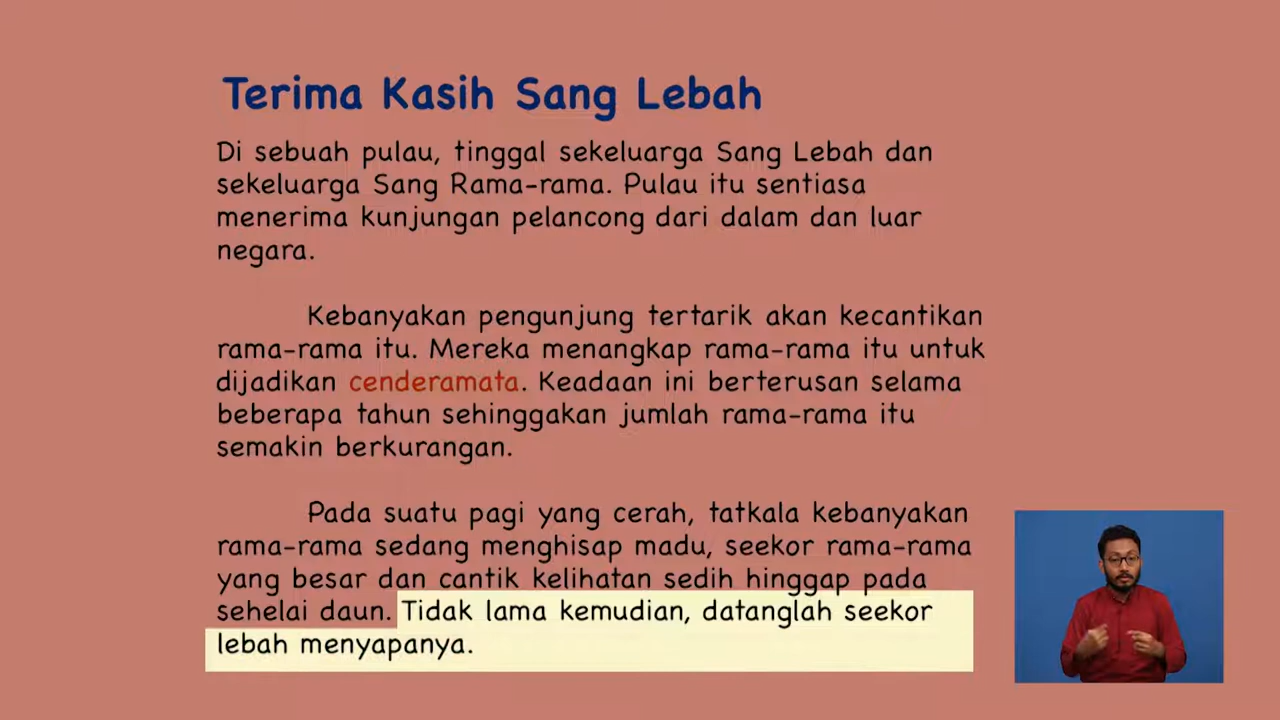 Terima Kasih Sang Lebah
Di sebuah pulau, tinggal sekeluarga Sang Lebah dan
sekeluarga Sang Rama-rama. Pulau itu sentiasa
menerima kunjungan pelancong dari dalam dan luar
negara.
Kebanyakan pengunjung tertarik akan kecantikan
rama-rama itu. Mereka menangkap rama-rama itu untuk
dijadikan cenderamata. Keadaan ini berterusan selama
beberapa tahun sehinggakan jumlah rama-rama itu
semakin berkurangan.
Pada suatu pagi yang cerah, tatkala kebanyakan
rama-rama sedang menghisap madu, seekor rama-rama
yang besar dan cantik kelihatan sedih hinggap pada
sehelai daun. Tidak lama kemudian, datanglah seekor
lebah menyapanya.